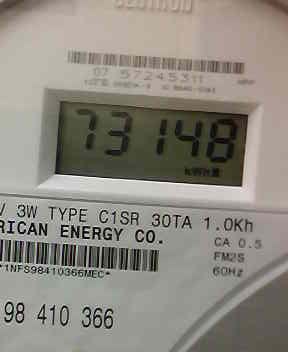 07 57245311
73148
kWH
V 3W TYPE C1SR 30TA 1.0Kh
RICAN ENERGY CO.
CA 0.5
FM2S
60Hz
*1NFS98410366MEC*
98 410 366